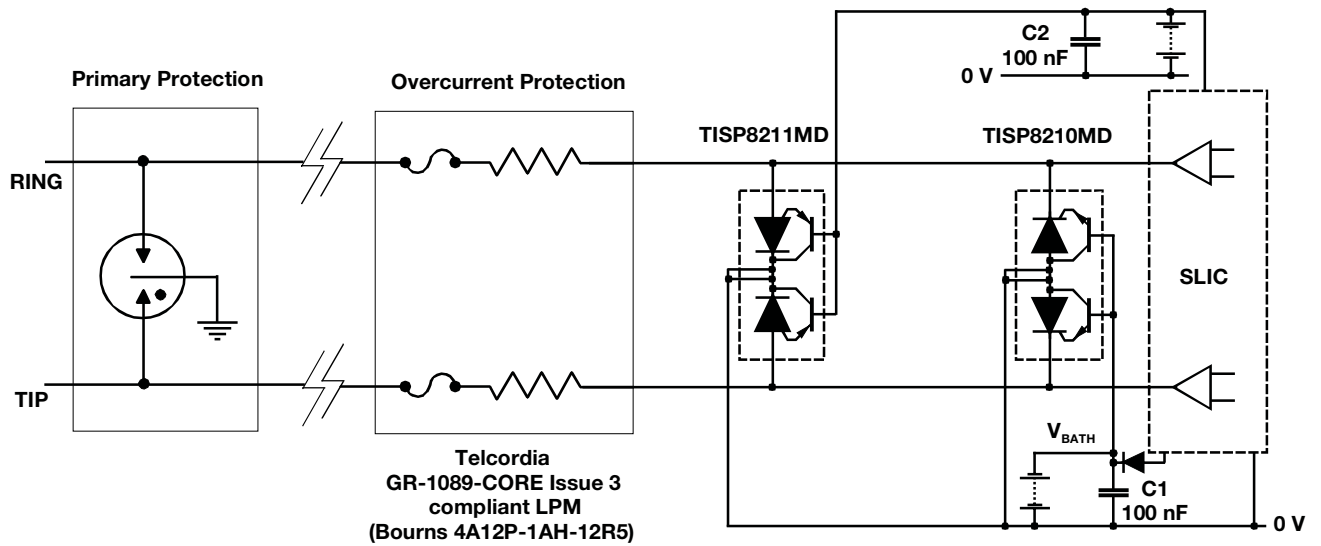 C2
100 nF
0 V
Primary Protection
Overcurrent Protection
TISP8211MD
TISP8210MD
RING
SLIC
TIP
V_BATH
Telcordia
GR-1089-CORE Issue 3
compliant LPM
(Bourns 4A12P-1AH-12R5)
C1
100 nF
0 V